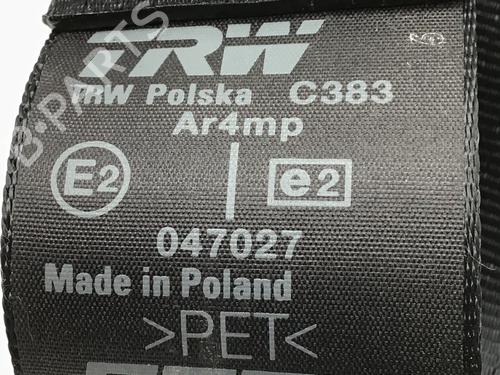 TRW
TRW Polska C383
Ar4mp
E2 e2
047027
Made in Poland
>PET<
B-PARTS